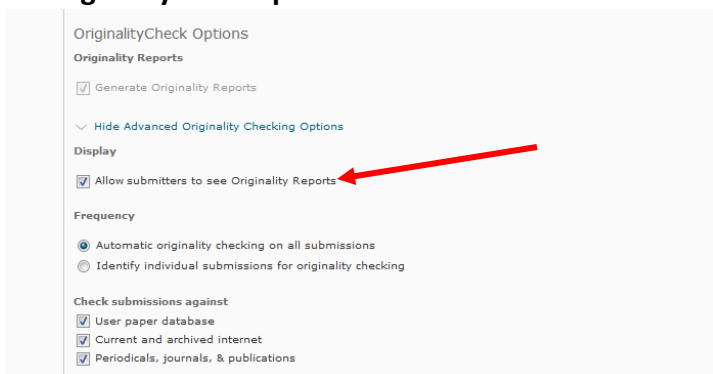 OriginalityCheck Options
Originality Reports
Generate Originality Reports
Hide Advanced Originality Checking Options
Display
Allow submitters to see Originality Reports
Frequency
Automatic originality checking on all submissions
Identify individual submissions for originality checking
Check submissions against
User paper database
Current and archived internet
Periodicals, journals, & publications